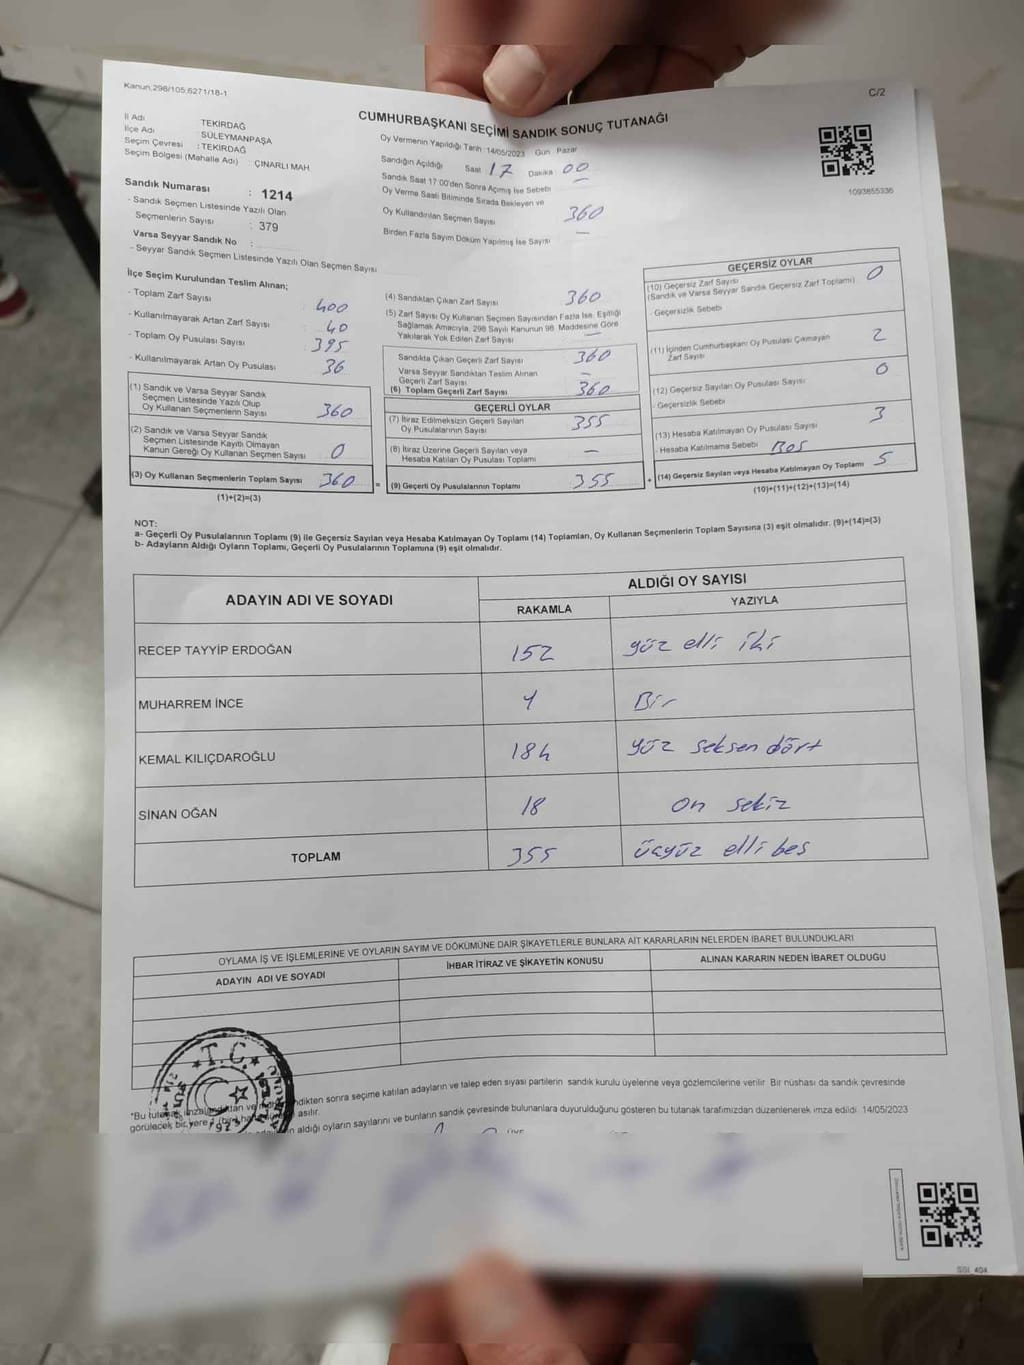 Kanun;298/105;6271/18-1
C/2
CUMHURBAŞKANI SEÇİMİ SANDIK SONUÇ TUTANAĞI
İl Adı : TEKİRDAĞ
İlçe Adı : SÜLEYMANPAŞA
Seçim Çevresi : TEKİRDAĞ
Seçim Bölgesi (Mahalle Adı) : ÇINARLI MAH
Sandık Numarası : 1214
- Sandık Seçmen Listesinde Yazılı Olan
Seçmenlerin Sayısı : 379
Varsa Seyyar Sandık No :
- Seyyar Sandık Seçmen Listesinde Yazılı Olan Seçmen Sayısı
Oy Vermenin Yapıldığı Tarih 14/05/2023 Gün Pazar
Sandığın Açıldığı Saat 17 Dakika 00
Sandık Saat 17:00'den Sonra Açılmış İse Sebebi —
Oy Verme Saati Bitiminde Sırada Bekleyen ve
Oy Kullandırılan Seçmen Sayısı 360
Birden Fazla Sayım Döküm Yapılmış İse Sayısı —
1093855336
İlçe Seçim Kurulundan Teslim Alınan;
- Toplam Zarf Sayısı 400
- Kullanılmayarak Artan Zarf Sayısı 40
- Toplam Oy Pusulası Sayısı 395
- Kullanılmayarak Artan Oy Pusulası 36
(1) Sandık ve Varsa Seyyar Sandık
Seçmen Listesinde Yazılı Olup
Oy Kullanan Seçmenlerin Sayısı 360
(2) Sandık ve Varsa Seyyar Sandık
Seçmen Listesinde Kayıtlı Olmayan
Kanun Gereği Oy Kullanan Seçmen Sayısı 0
(3) Oy Kullanan Seçmenlerin Toplam Sayısı 360 =
(1)+(2)=(3)
(4) Sandıktan Çıkan Zarf Sayısı 360
(5) Zarf Sayısı Oy Kullanan Seçmen Sayısından Fazla İse, Eşitliği
Sağlamak Amacıyla, 298 Sayılı Kanunun 98. Maddesine Göre
Yakılarak Yok Edilen Zarf Sayısı —
Sandıkta Çıkan Geçerli Zarf Sayısı 360
Varsa Seyyar Sandıktan Teslim Alınan
Geçerli Zarf Sayısı —
(6) Toplam Geçerli Zarf Sayısı 360
GEÇERLİ OYLAR
(7) İtiraz Edilmeksizin Geçerli Sayılan
Oy Pusulalarının Sayısı 355
(8) İtiraz Üzerine Geçerli Sayılan veya
Hesaba Katılan Oy Pusulası Toplamı —
(9) Geçerli Oy Pusulalarının Toplamı 355 +
GEÇERSİZ OYLAR
(10) Geçersiz Zarf Sayısı 0
(Sandık ve Varsa Seyyar Sandık Geçersiz Zarf Toplamı)
- Geçersizlik Sebebi
(11) İçinden Cumhurbaşkanı Oy Pusulası Çıkmayan
Zarf Sayısı 2
(12) Geçersiz Sayılan Oy Pusulası Sayısı 0
- Geçersizlik Sebebi
(13) Hesaba Katılmayan Oy Pusulası Sayısı 3
- Hesaba Katılmama Sebebi Boş
(14) Geçersiz Sayılan veya Hesaba Katılmayan Oy Toplamı 5
(10)+(11)+(12)+(13)=(14)
NOT:
a- Geçerli Oy Pusulalarının Toplamı (9) ile Geçersiz Sayılan veya Hesaba Katılmayan Oy Toplamı (14) Toplamları, Oy Kullanan Seçmenlerin Toplam Sayısına (3) eşit olmalıdır. (9)+(14)=(3)
b- Adayların Aldığı Oyların Toplamı, Geçerli Oy Pusulalarının Toplamına (9) eşit olmalıdır.
ADAYIN ADI VE SOYADI
ALDIĞI OY SAYISI
RAKAMLA YAZIYLA
RECEP TAYYİP ERDOĞAN 152 yüz elli iki
MUHARREM İNCE 1 Bir
KEMAL KILIÇDAROĞLU 184 yüz seksen dört
SİNAN OĞAN 18 on sekiz
TOPLAM 355 üçyüz elli beş
OYLAMA İŞ VE İŞLEMLERİNE VE OYLARIN SAYIM VE DÖKÜMÜNE DAİR ŞİKAYETLERLE BUNLARA AİT KARARLARIN NELERDEN İBARET BULUNDUKLARI
ADAYIN ADI VE SOYADI İHBAR İTİRAZ VE ŞİKAYETİN KONUSU ALINAN KARARIN NEDEN İBARET OLDUĞU
T.C.
*Bu ndikten sonra seçime katılan adayların ve talep eden siyasi partilerin sandık kurulu üyelerine veya gözlemcilerine verilir Bir nüshası da sandık çevresinde
görülecek bir yere asılır.
aldığı oyların sayılarını ve bunların sandık çevresinde bulunanlara duyurulduğunu gösteren bu tutanak tarafımızdan düzenlenerek imza edildi 14/05/2023
SSI 404